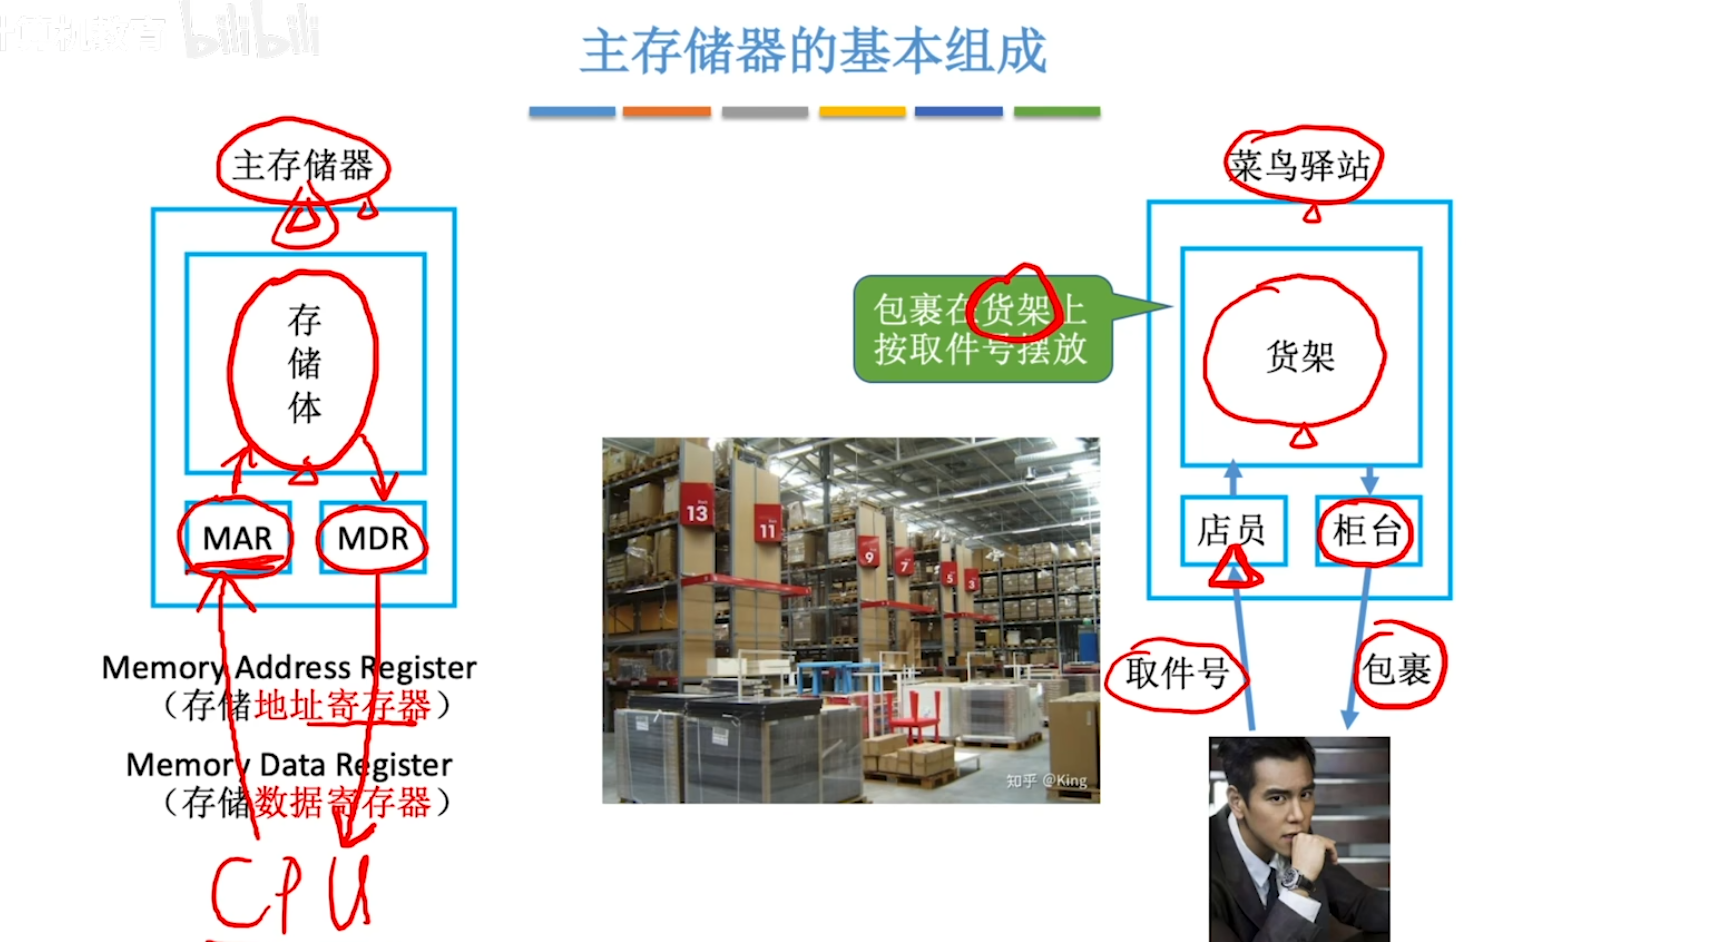 计算机教育 bilibili
主存储器的基本组成
主存储器
存
储
体
MAR
MDR
Memory Address Register
（存储地址寄存器）
Memory Data Register
（存储数据寄存器）
CPU
包裹在货架上
按取件号摆放
13
11
9
7
5
3
知乎 @King
菜鸟驿站
货架
店员
柜台
取件号
包裹